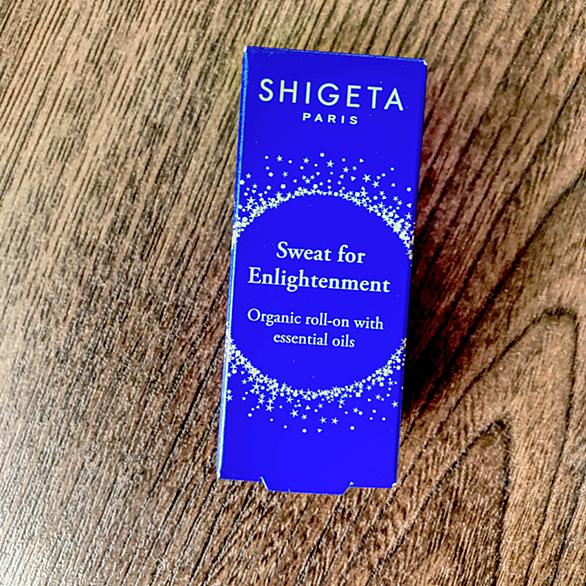 SHIGETA
PARIS
Sweat for
Enlightenment
Organic roll-on with
essential oils